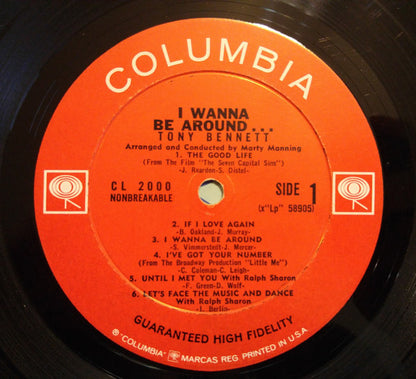 COLUMBIA
I WANNA
BE AROUND...
TONY BENNETT
Arranged and Conducted by Marty Manning
1. THE GOOD LIFE
(From The Film "The Seven Capital Sins")
-J. Reardon-S. Distel-
CL 2000
NONBREAKABLE
SIDE 1
(x"Lp" 58905)
2. IF I LOVE AGAIN
-B. Oakland-J. Murray-
3. I WANNA BE AROUND
-S. Vimmerstedt-J. Mercer-
4. I'VE GOT YOUR NUMBER
(From The Broadway Production "Little Me")
-C. Coleman-C. Leigh-
5. UNTIL I MET YOU With Ralph Sharon
-F. Green-D. Wolf-
6. LET'S FACE THE MUSIC AND DANCE
With Ralph Sharon
-I. Berlin-
GUARANTEED HIGH FIDELITY
® "COLUMBIA" MARCAS REG. PRINTED IN U.S.A.